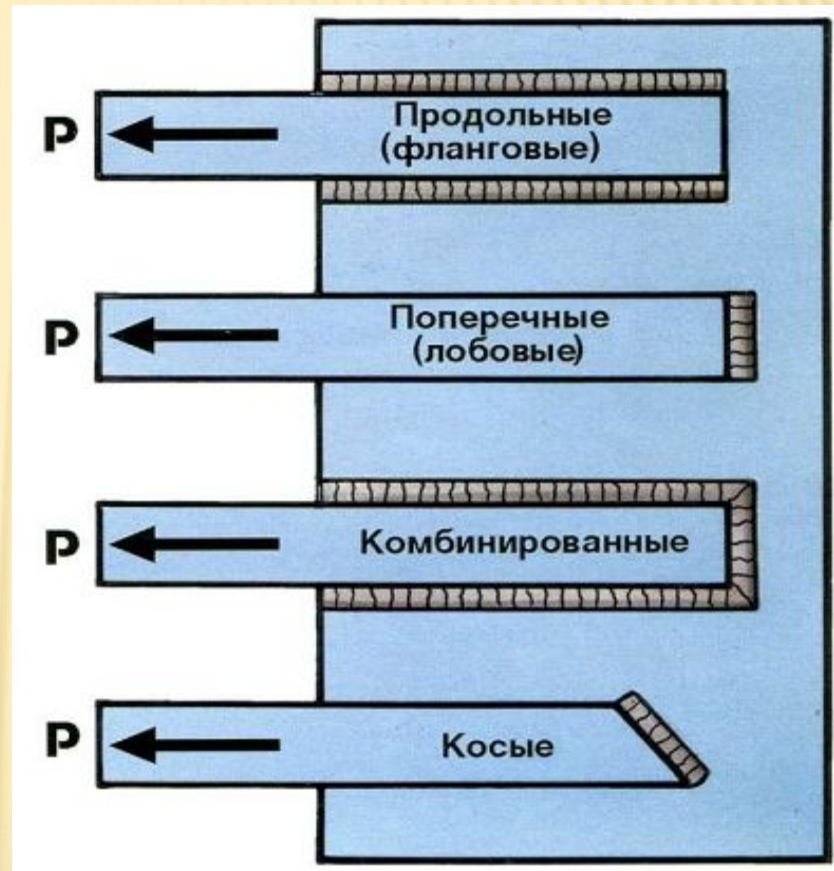 P
Продольные
(фланговые)
P
Поперечные
(лобовые)
P
Комбинированные
P
Косые